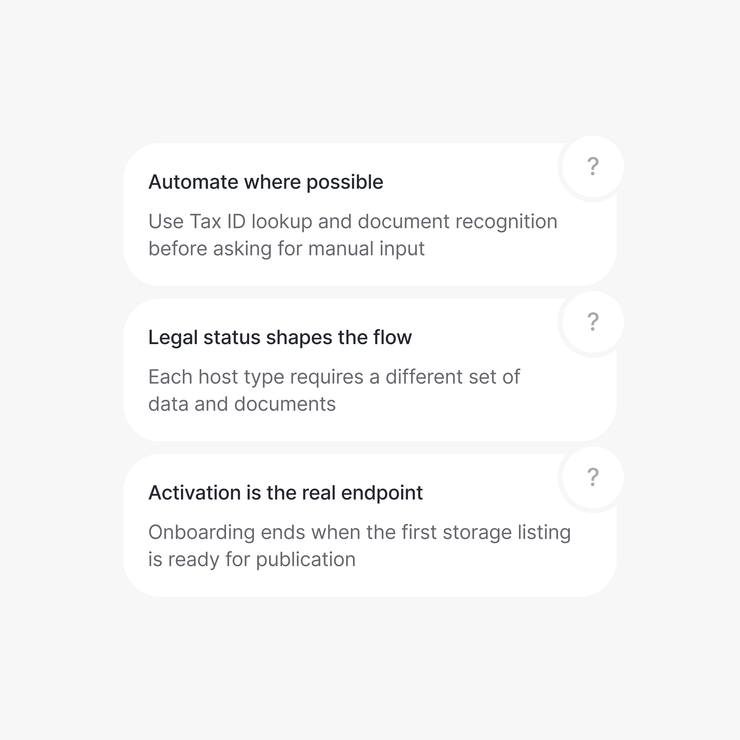 Automate where possible
?
Use Tax ID lookup and document recognition
before asking for manual input
Legal status shapes the flow
?
Each host type requires a different set of
data and documents
Activation is the real endpoint
?
Onboarding ends when the first storage listing
is ready for publication